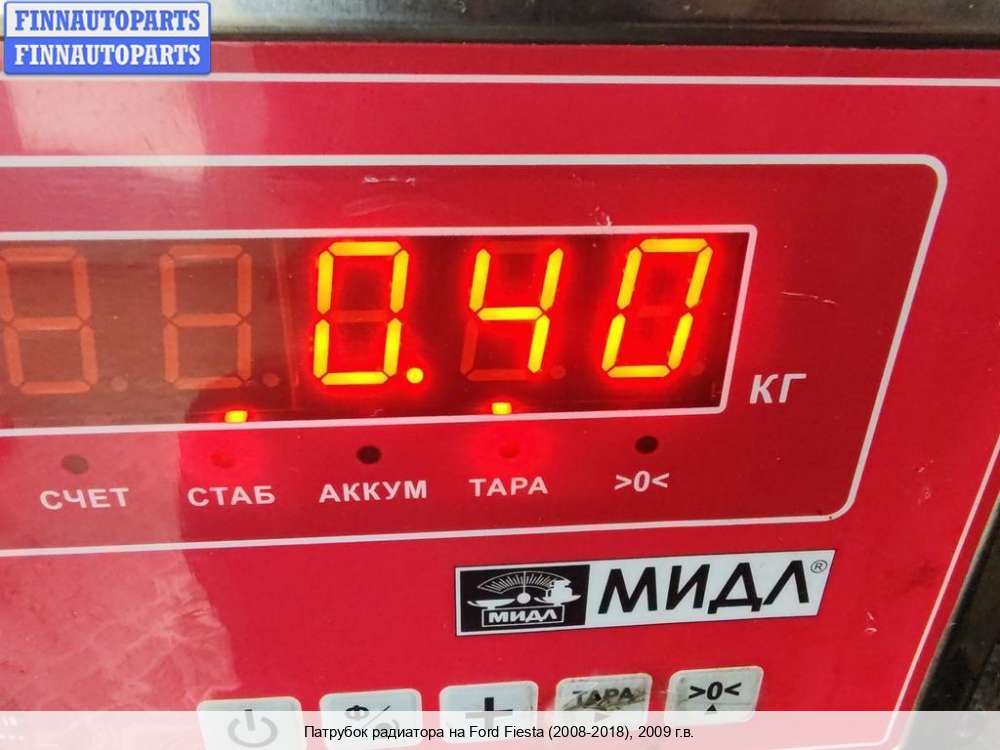 FINNAUTOPARTS
FINNAUTOPARTS
0.40
КГ
СЧЕТ СТАБ АККУМ ТАРА >0<
МИДЛ МИДЛ®
Ф + ТАРА >0<
Патрубок радиатора на Ford Fiesta (2008-2018), 2009 г.в.